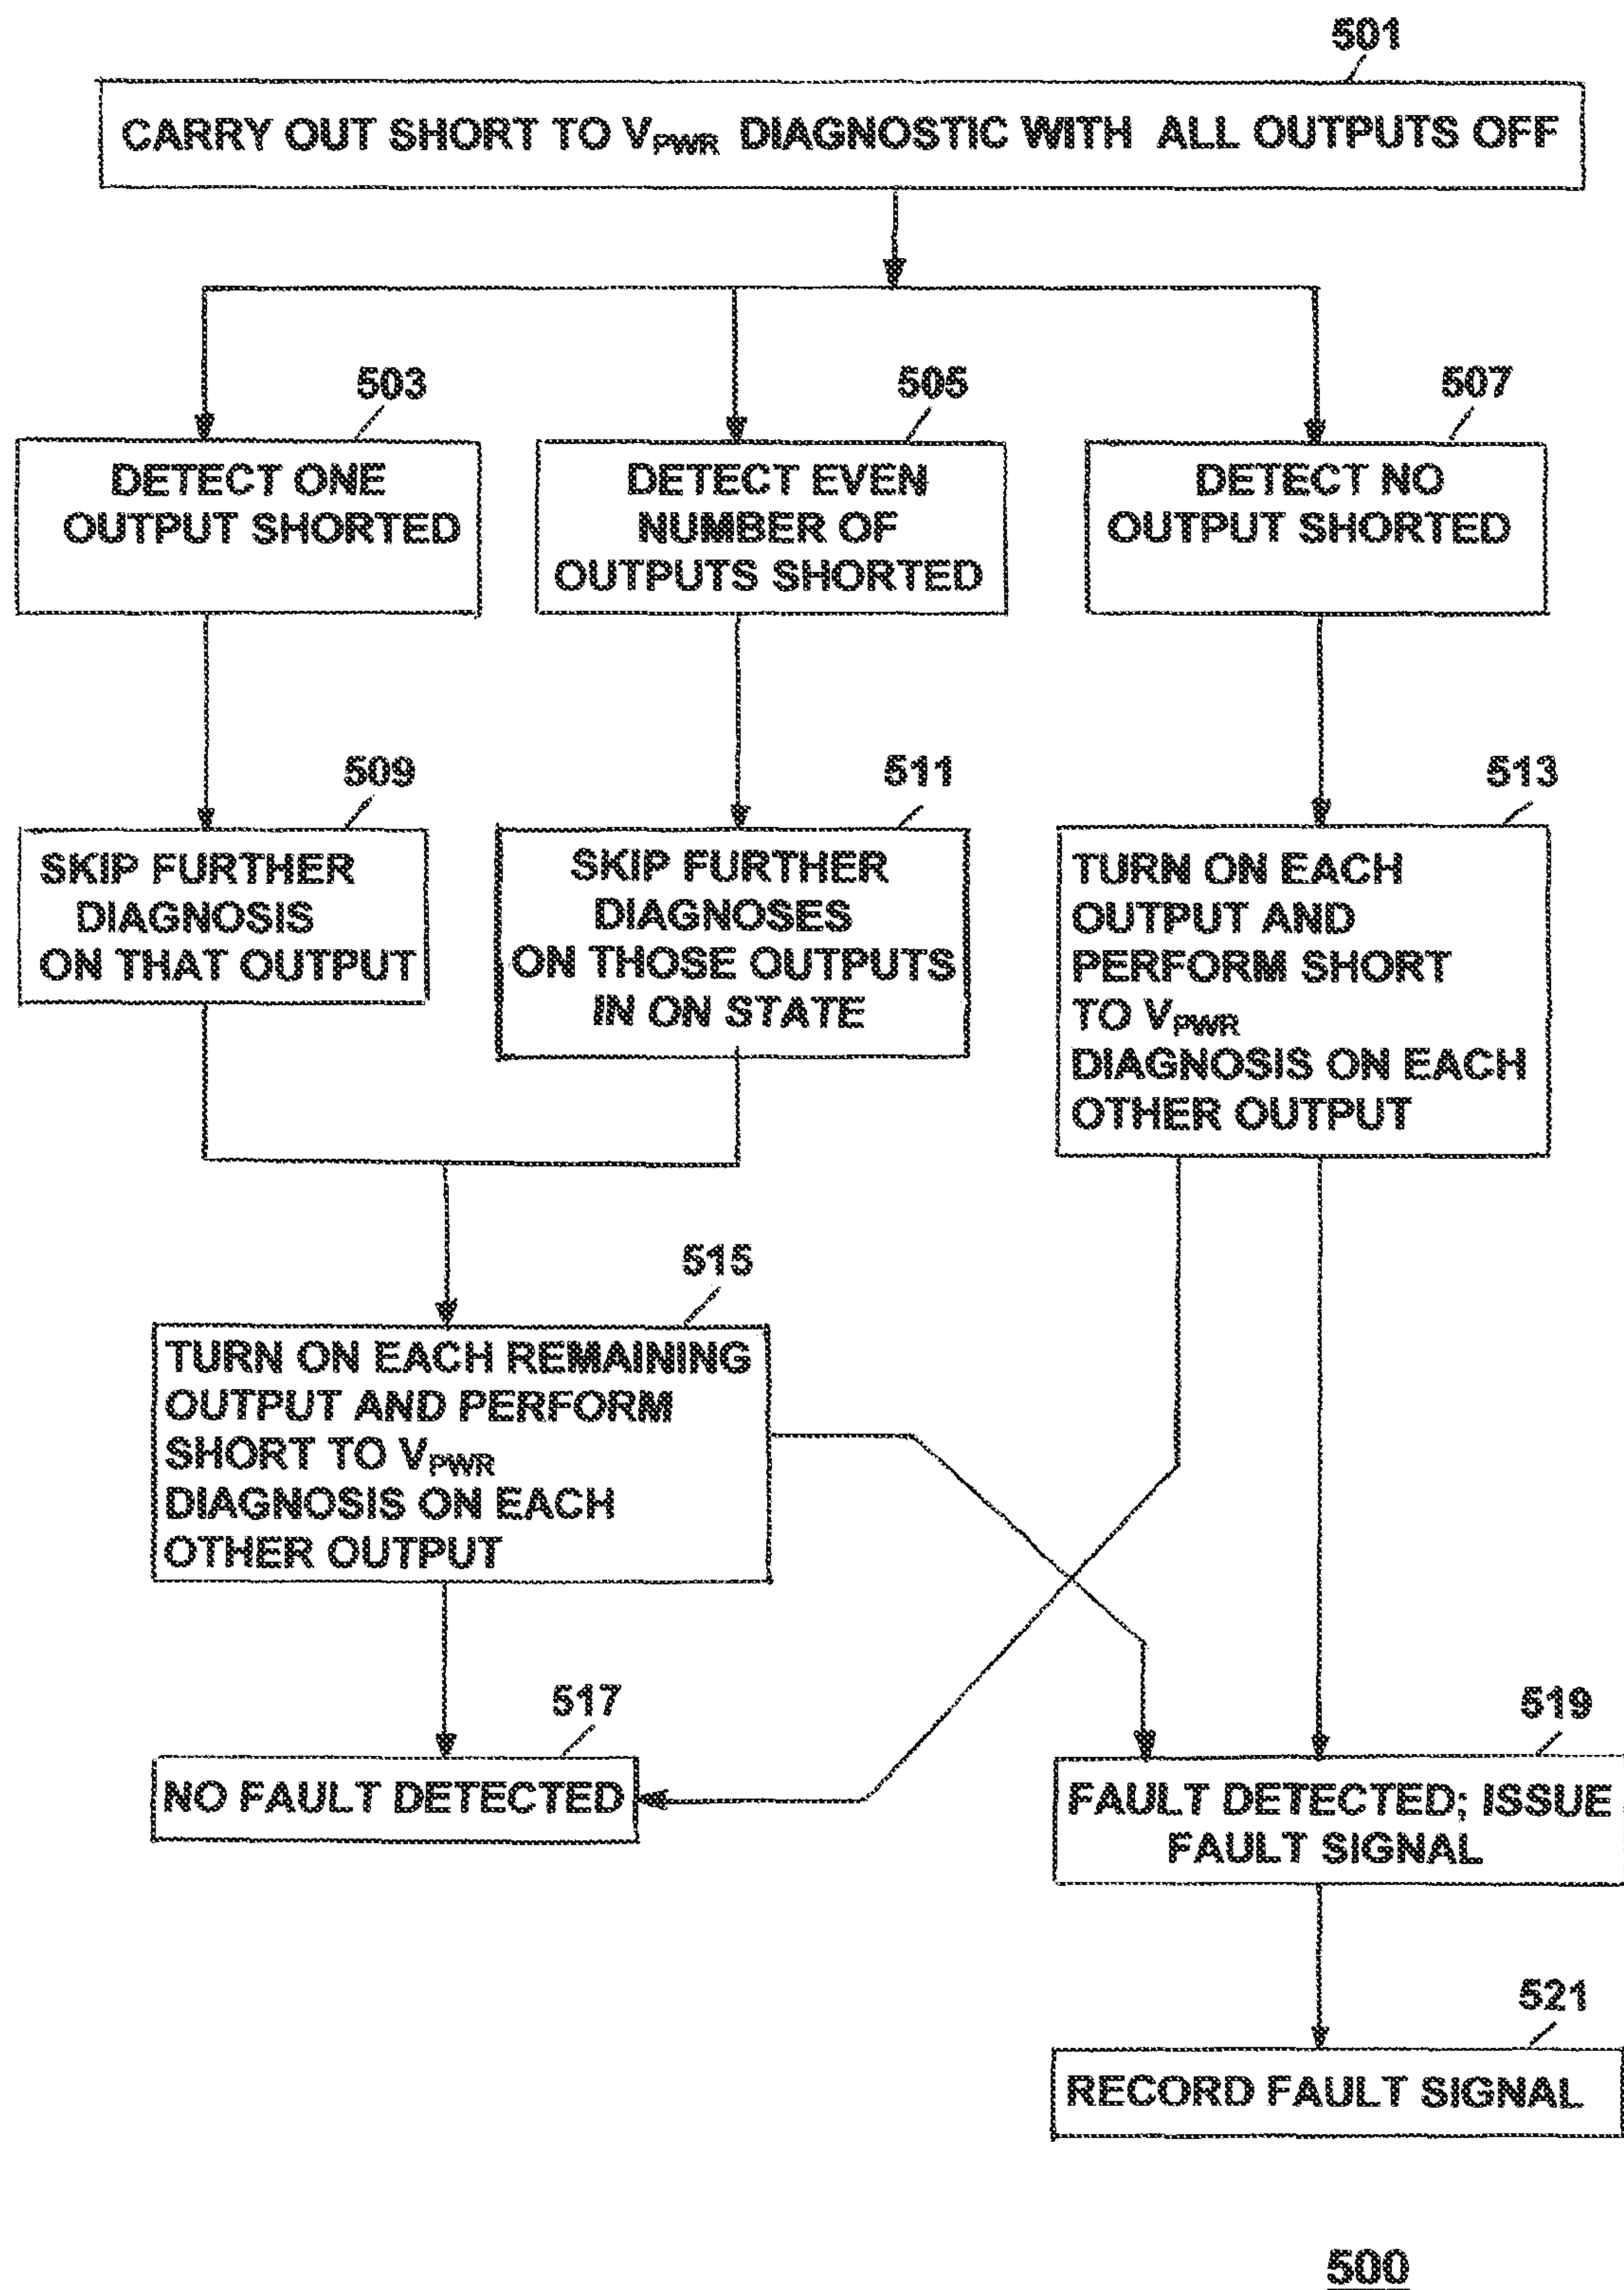 501
CARRY OUT SHORT TO VPWR DIAGNOSTIC WITH ALL OUTPUTS OFF
503
DETECT ONE
OUTPUT SHORTED
505
DETECT EVEN
NUMBER OF
OUTPUTS SHORTED
507
DETECT NO
OUTPUT SHORTED
509
SKIP FURTHER
DIAGNOSIS
ON THAT OUTPUT
511
SKIP FURTHER
DIAGNOSES
ON THOSE OUTPUTS
IN ON STATE
513
TURN ON EACH
OUTPUT AND
PERFORM SHORT
TO VPWR
DIAGNOSIS ON EACH
OTHER OUTPUT
515
TURN ON EACH REMAINING
OUTPUT AND PERFORM
SHORT TO VPWR
DIAGNOSIS ON EACH
OTHER OUTPUT
517
NO FAULT DETECTED
519
FAULT DETECTED; ISSUE
FAULT SIGNAL
521
RECORD FAULT SIGNAL
500